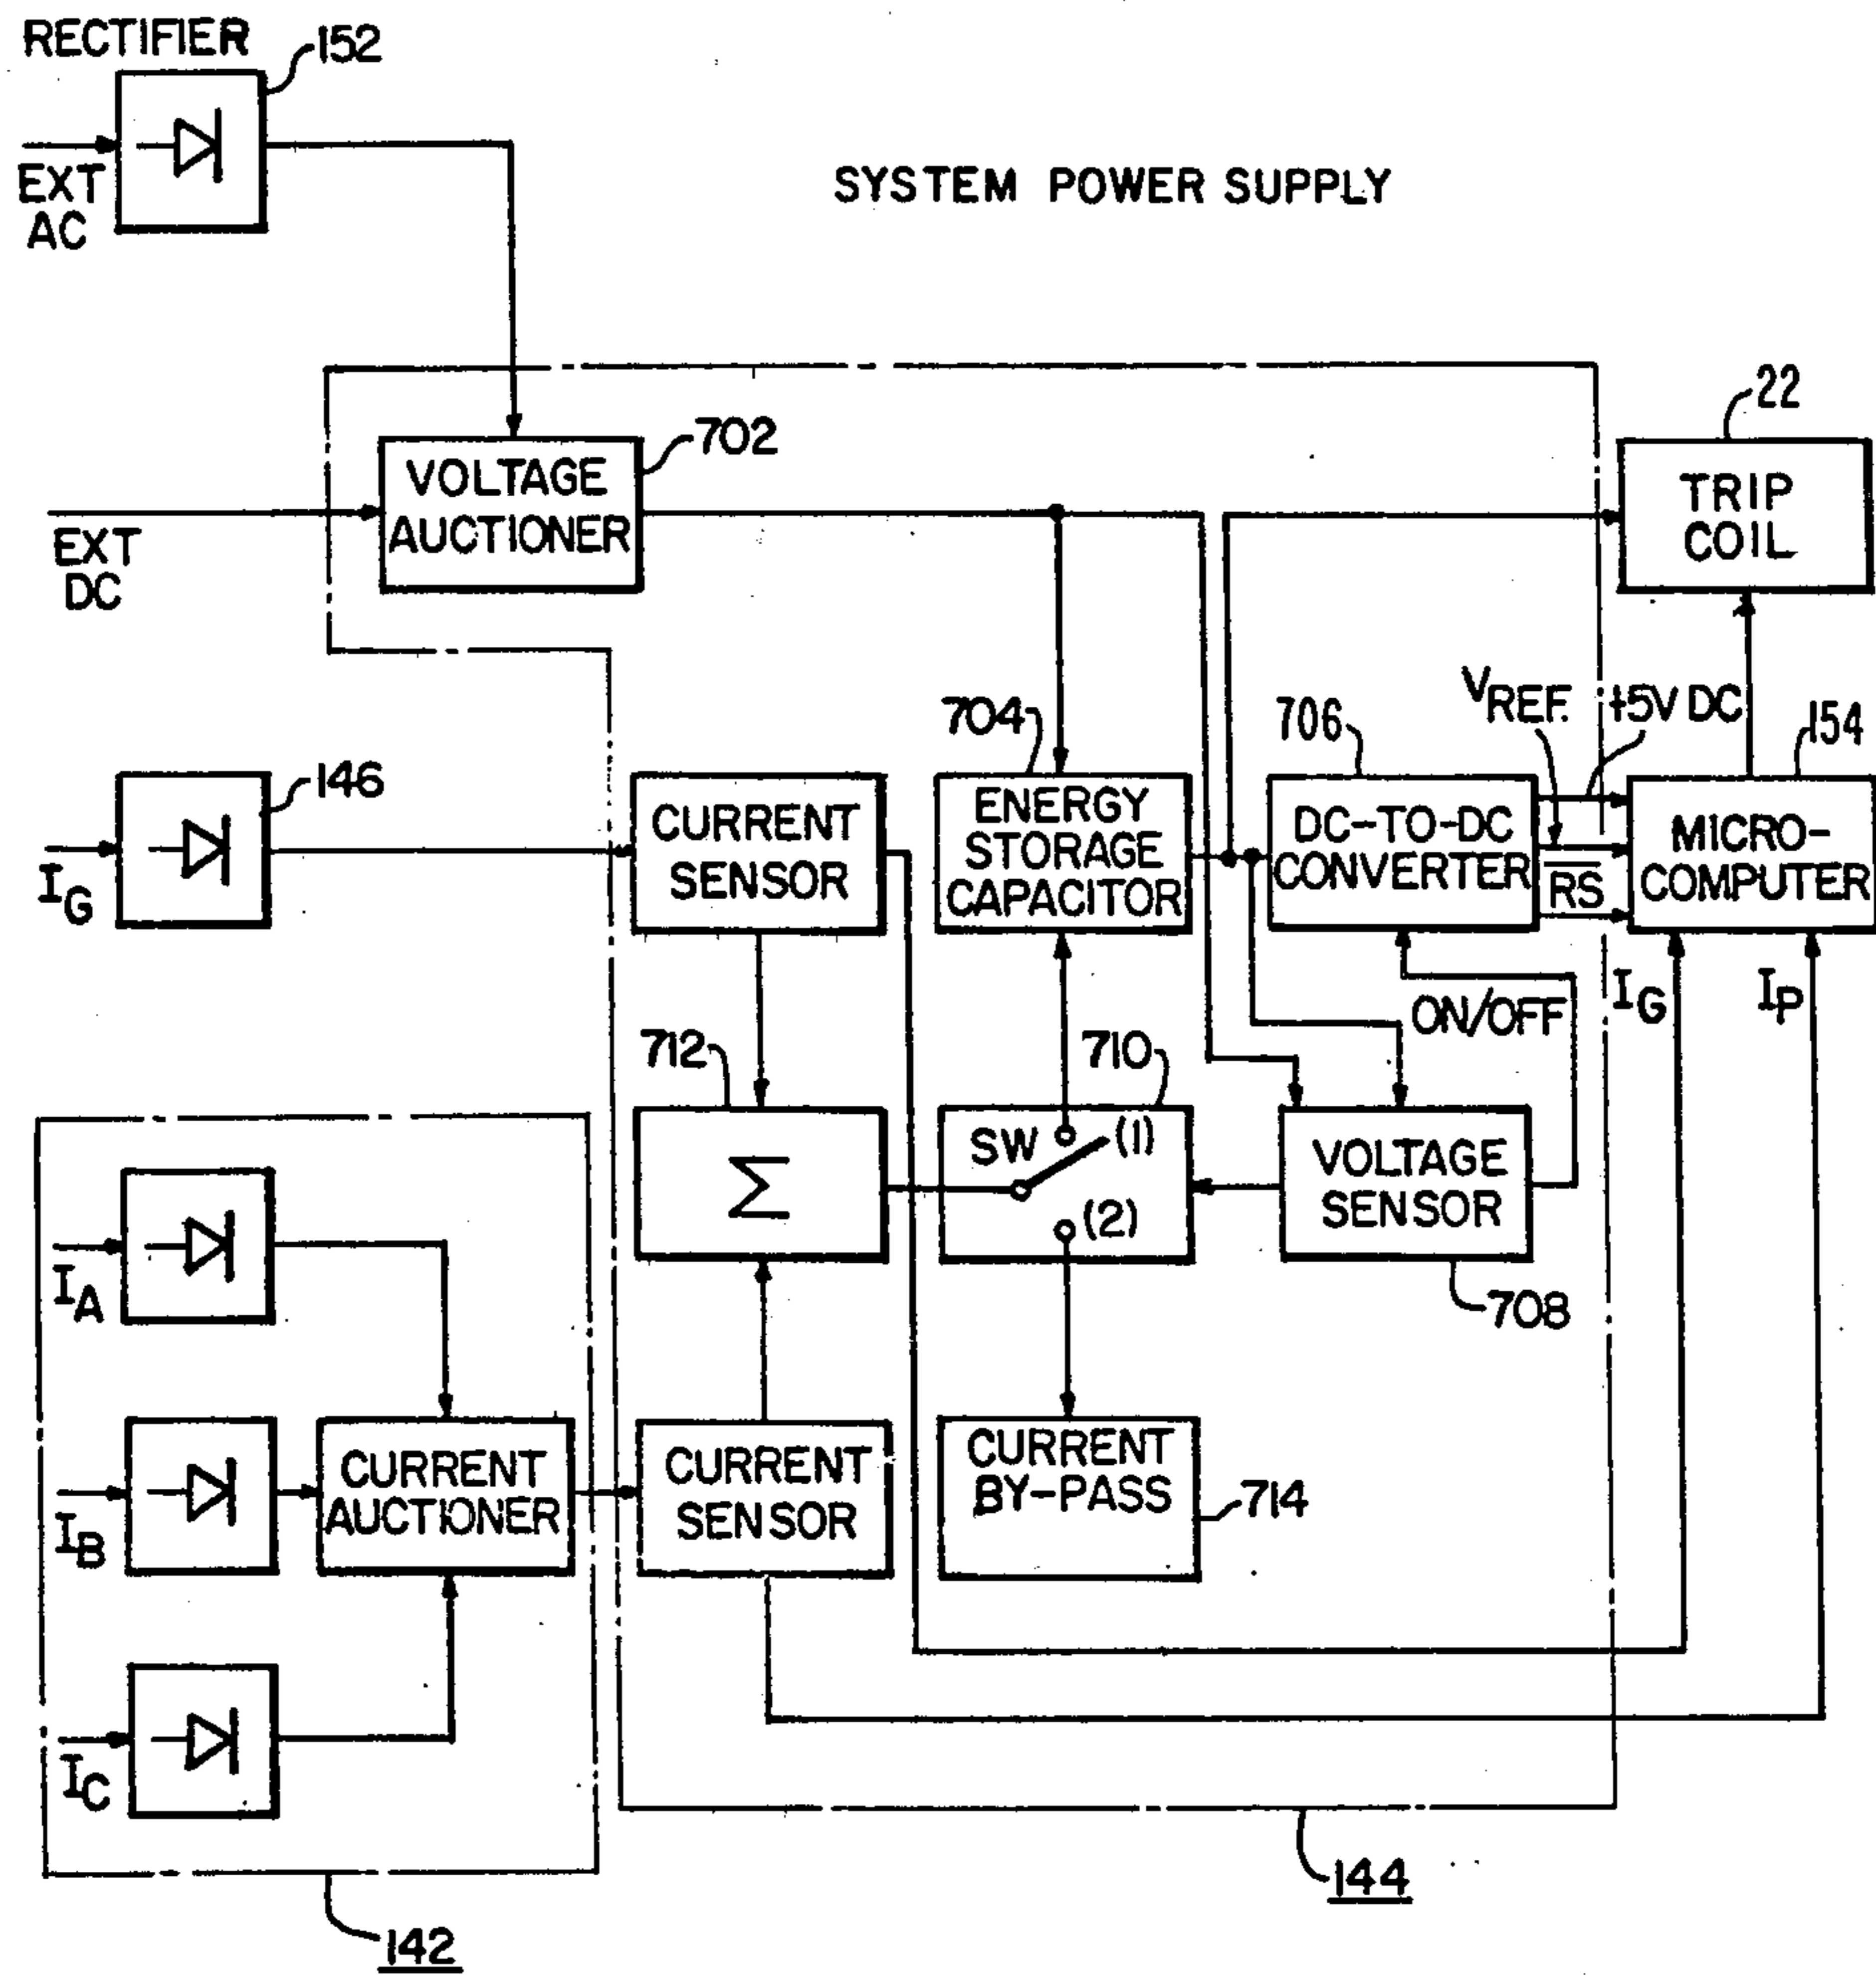 RECTIFIER
152
EXT
AC
SYSTEM POWER SUPPLY
702
VOLTAGE
AUCTIONER
EXT
DC
22
TRIP
COIL
VREF.
+5V DC
704
706
154
146
IG
CURRENT
SENSOR
ENERGY
STORAGE
CAPACITOR
DC-TO-DC
CONVERTER
RS
MICRO-
COMPUTER
ON/OFF
IG
IP
712
710
Σ
SW
(1)
(2)
VOLTAGE
SENSOR
708
IA
IB
CURRENT
AUCTIONER
CURRENT
SENSOR
CURRENT
BY-PASS
714
IC
144
142